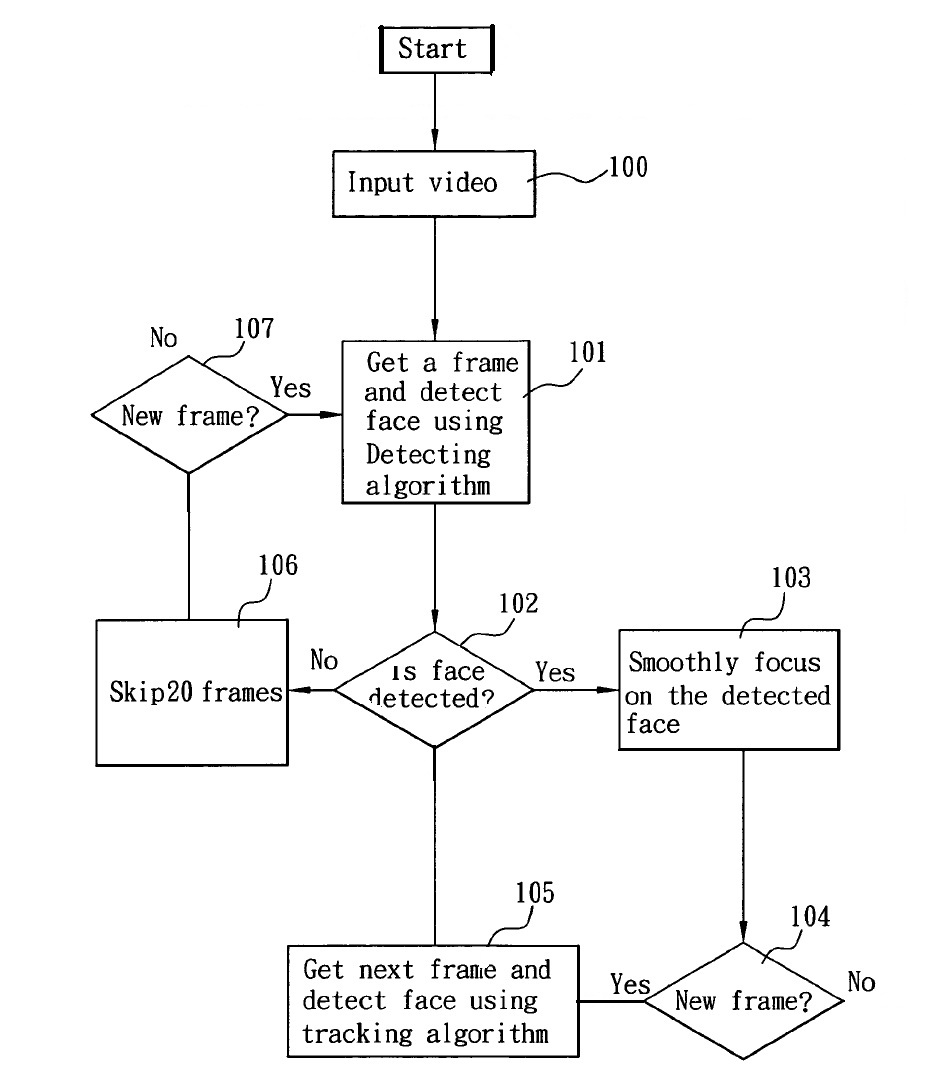 Start
Input video
100
No
107
New frame?
Yes
Get a frame
and detect
face using
Detecting
algorithm
101
106
Skip20 frames
No
102
Is face
detected?
Yes
103
Smoothly focus
on the detected
face
105
Get next frame and
detect face using
tracking algorithm
Yes
104
New frame?
No